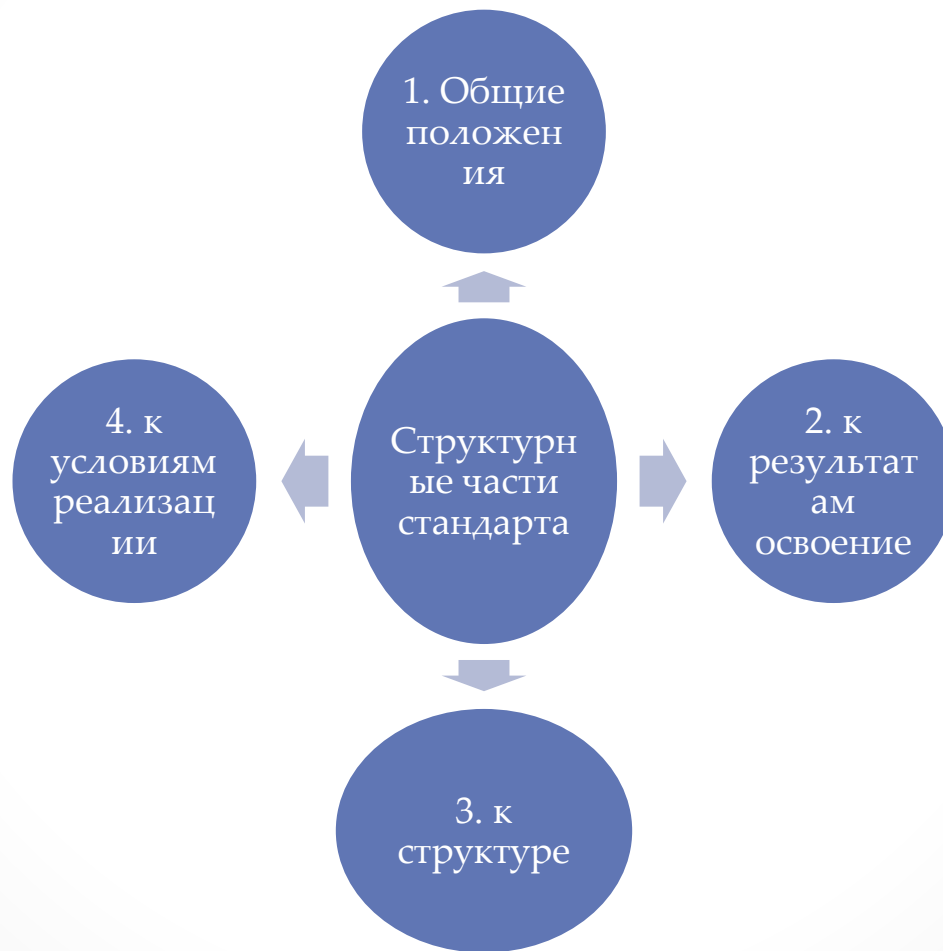 1. Общие
положен
ия
4. к
условиям
реализац
ии
Структурн
ые части
стандарта
2. к
результат
ам
освоение
3. к
структуре